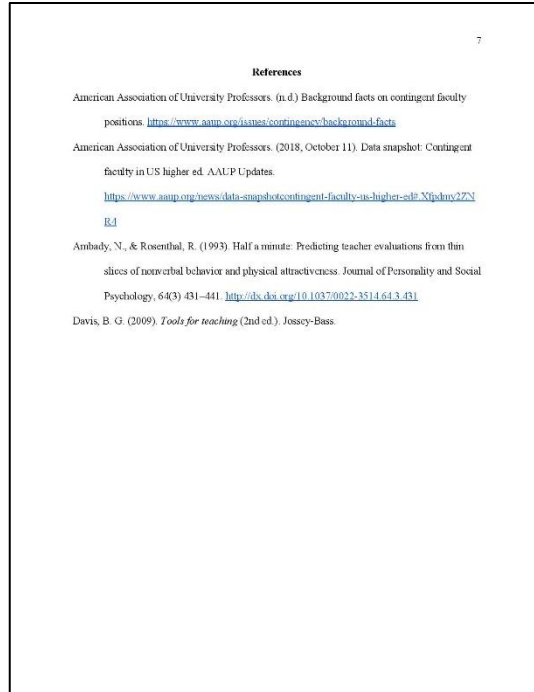 7
References
American Association of University Professors. (n.d.) Background facts on contingent faculty
positions. https://www.aaup.org/issues/contingency/background-facts
American Association of University Professors. (2018, October 11). Data snapshot: Contingent
faculty in US higher ed. AAUP Updates.
https://www.aaup.org/news/data-snapshotcontingent-faculty-us-higher-ed#.Xfpdmy2ZN
R4
Ambady, N., & Rosenthal, R. (1993). Half a minute: Predicting teacher evaluations from thin
slices of nonverbal behavior and physical attractiveness. Journal of Personality and Social
Psychology, 64(3) 431–441. http://dx.doi.org/10.1037/0022-3514.64.3.431
Davis, B. G. (2009). Tools for teaching (2nd ed.). Jossey-Bass.